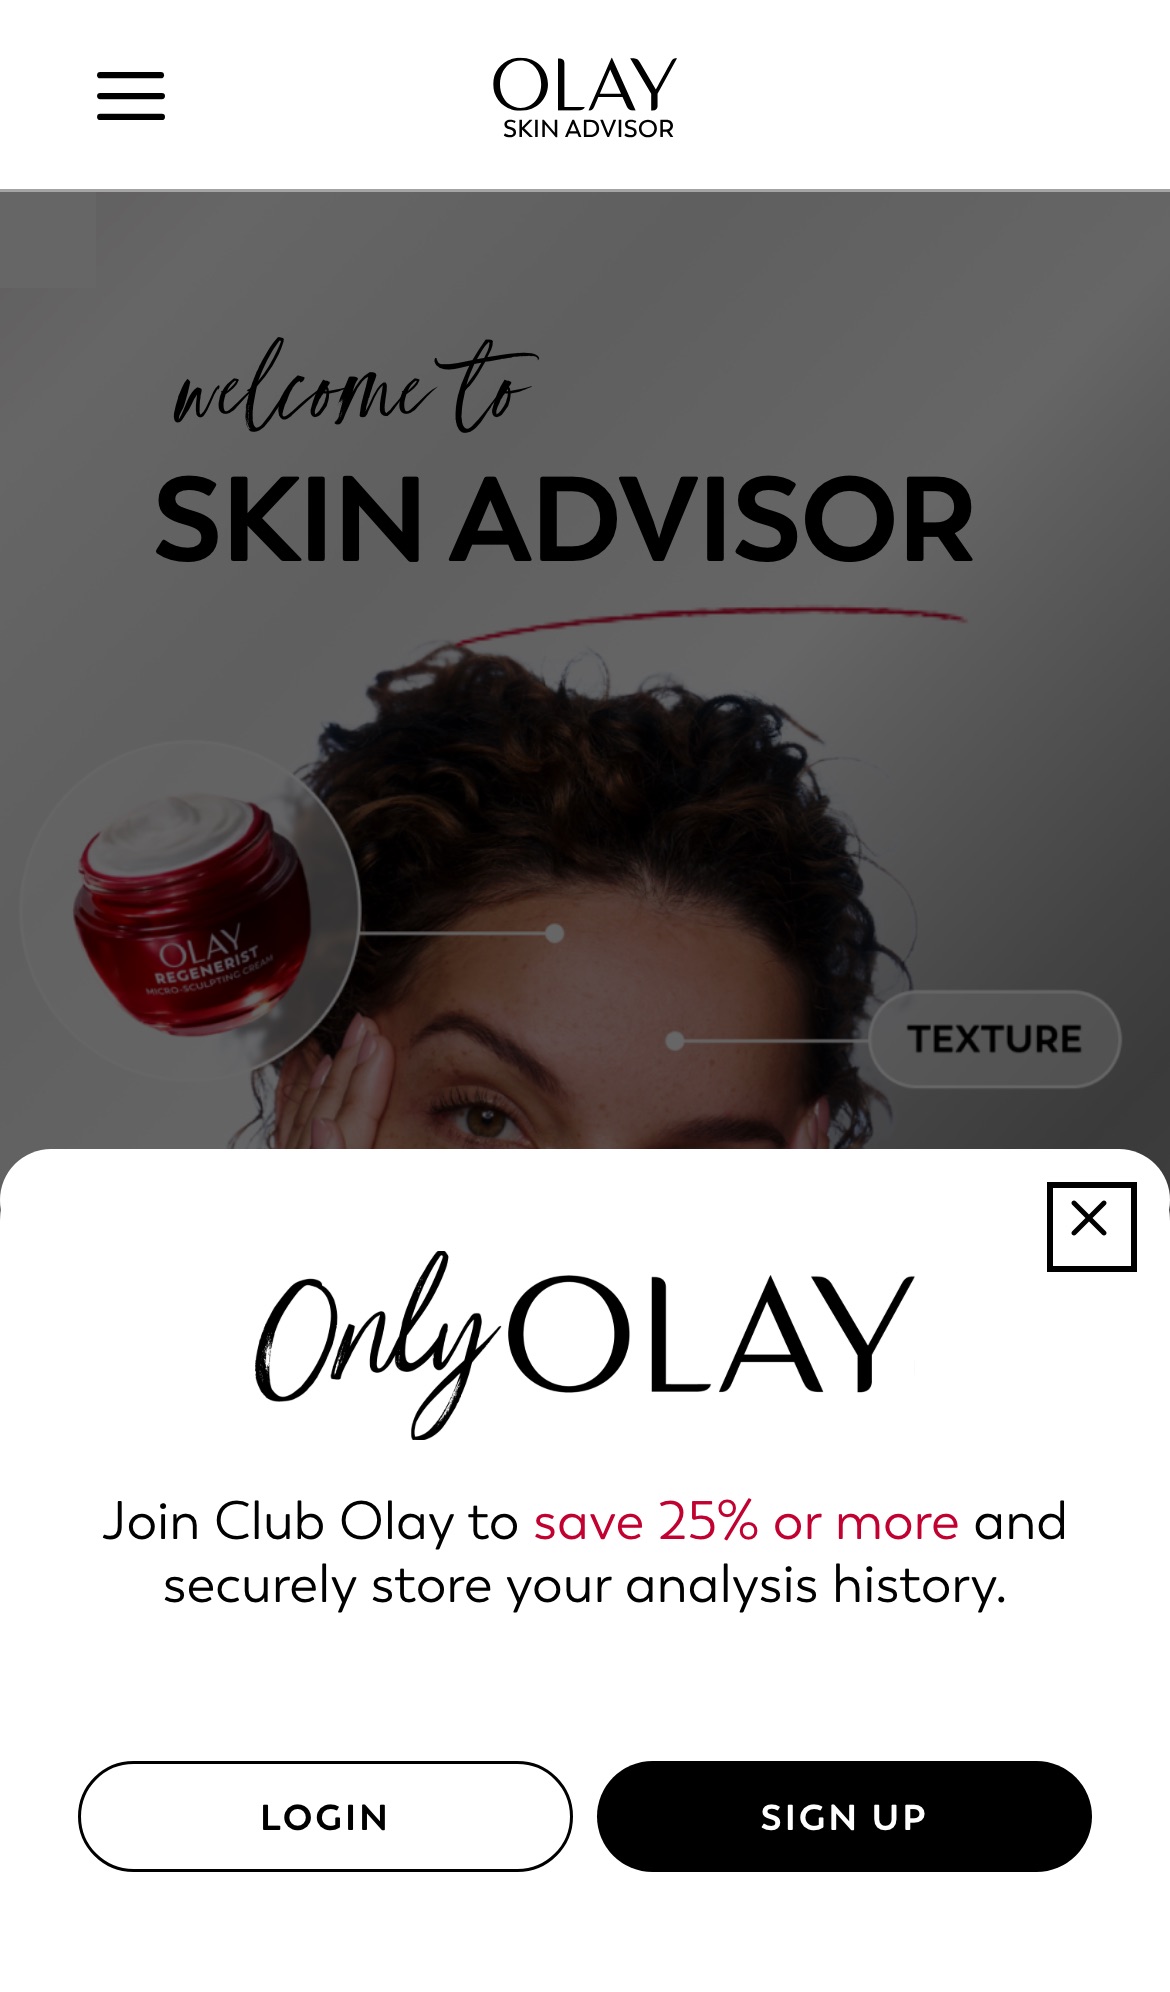 OLAY
SKIN ADVISOR
welcome to
SKIN ADVISOR
OLAY
REGENERIST
MICRO-SCULPTING CREAM
TEXTURE
Only OLAY
Join Club Olay to save 25% or more and
securely store your analysis history.
LOGIN
SIGN UP